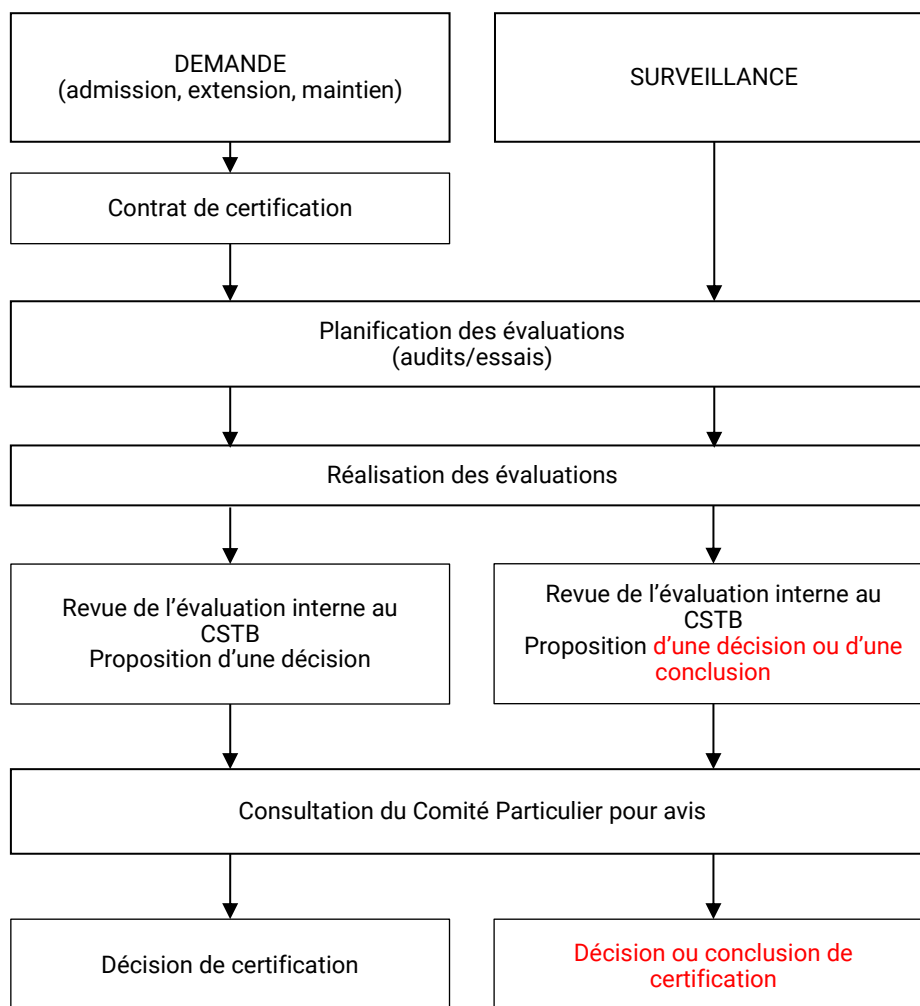 DEMANDE
(admission, extension, maintien)
SURVEILLANCE
Contrat de certification
Planification des évaluations
(audits/essais)
Réalisation des évaluations
Revue de l’évaluation interne au
CSTB
Proposition d’une décision
Revue de l’évaluation interne au
CSTB
Proposition d’une décision ou d’une
conclusion
Consultation du Comité Particulier pour avis
Décision de certification
Décision ou conclusion de
certification